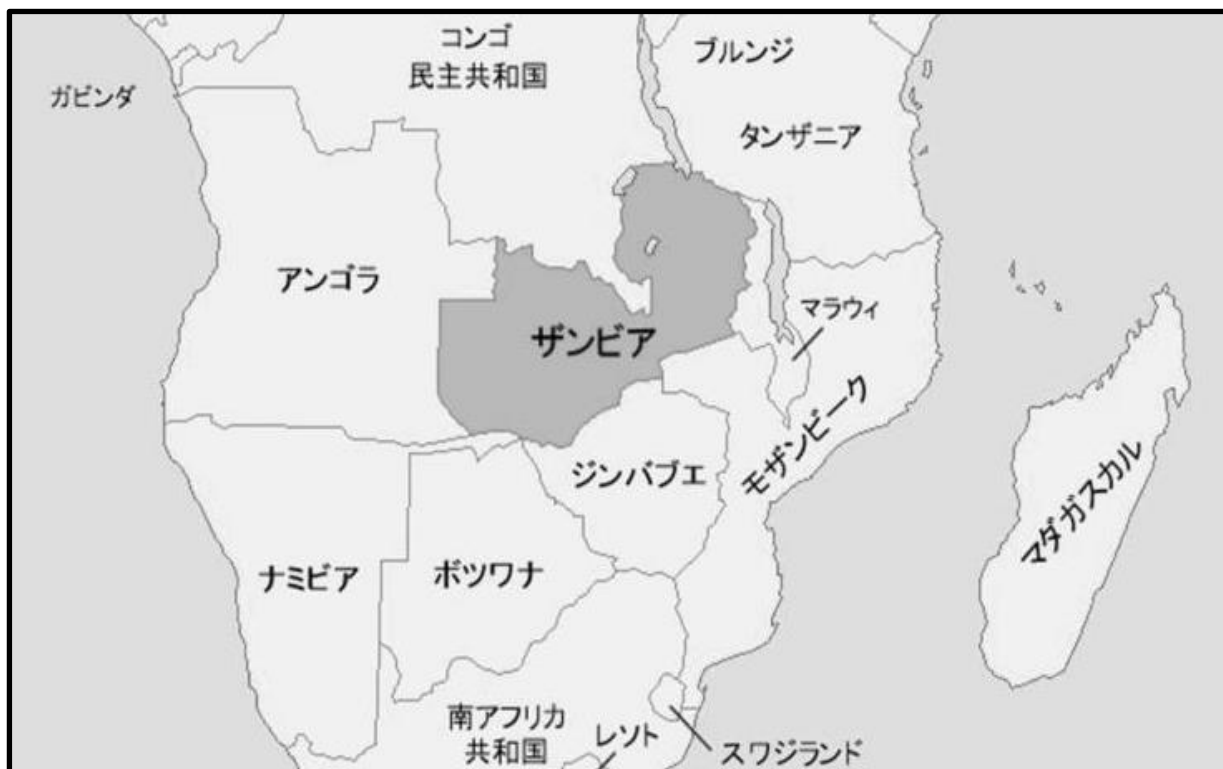 コンゴ
民主共和国
ブルンジ
ガビンダ
タンザニア
アンゴラ
マラウィ
ザンビア
モザンビーク
ジンバブエ
マダガスカル
ナミビア
ボツワナ
南アフリカ
共和国
レソト
スワジランド